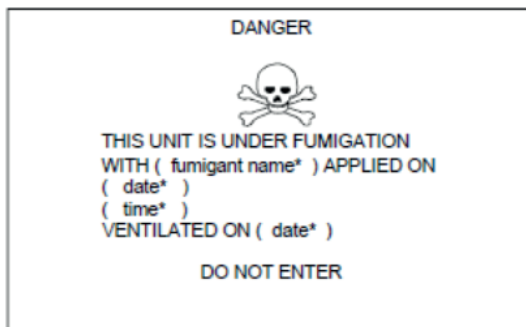 DANGER
THIS UNIT IS UNDER FUMIGATION
WITH ( fumigant name* ) APPLIED ON
( date* )
( time* )
VENTILATED ON ( date* )
DO NOT ENTER